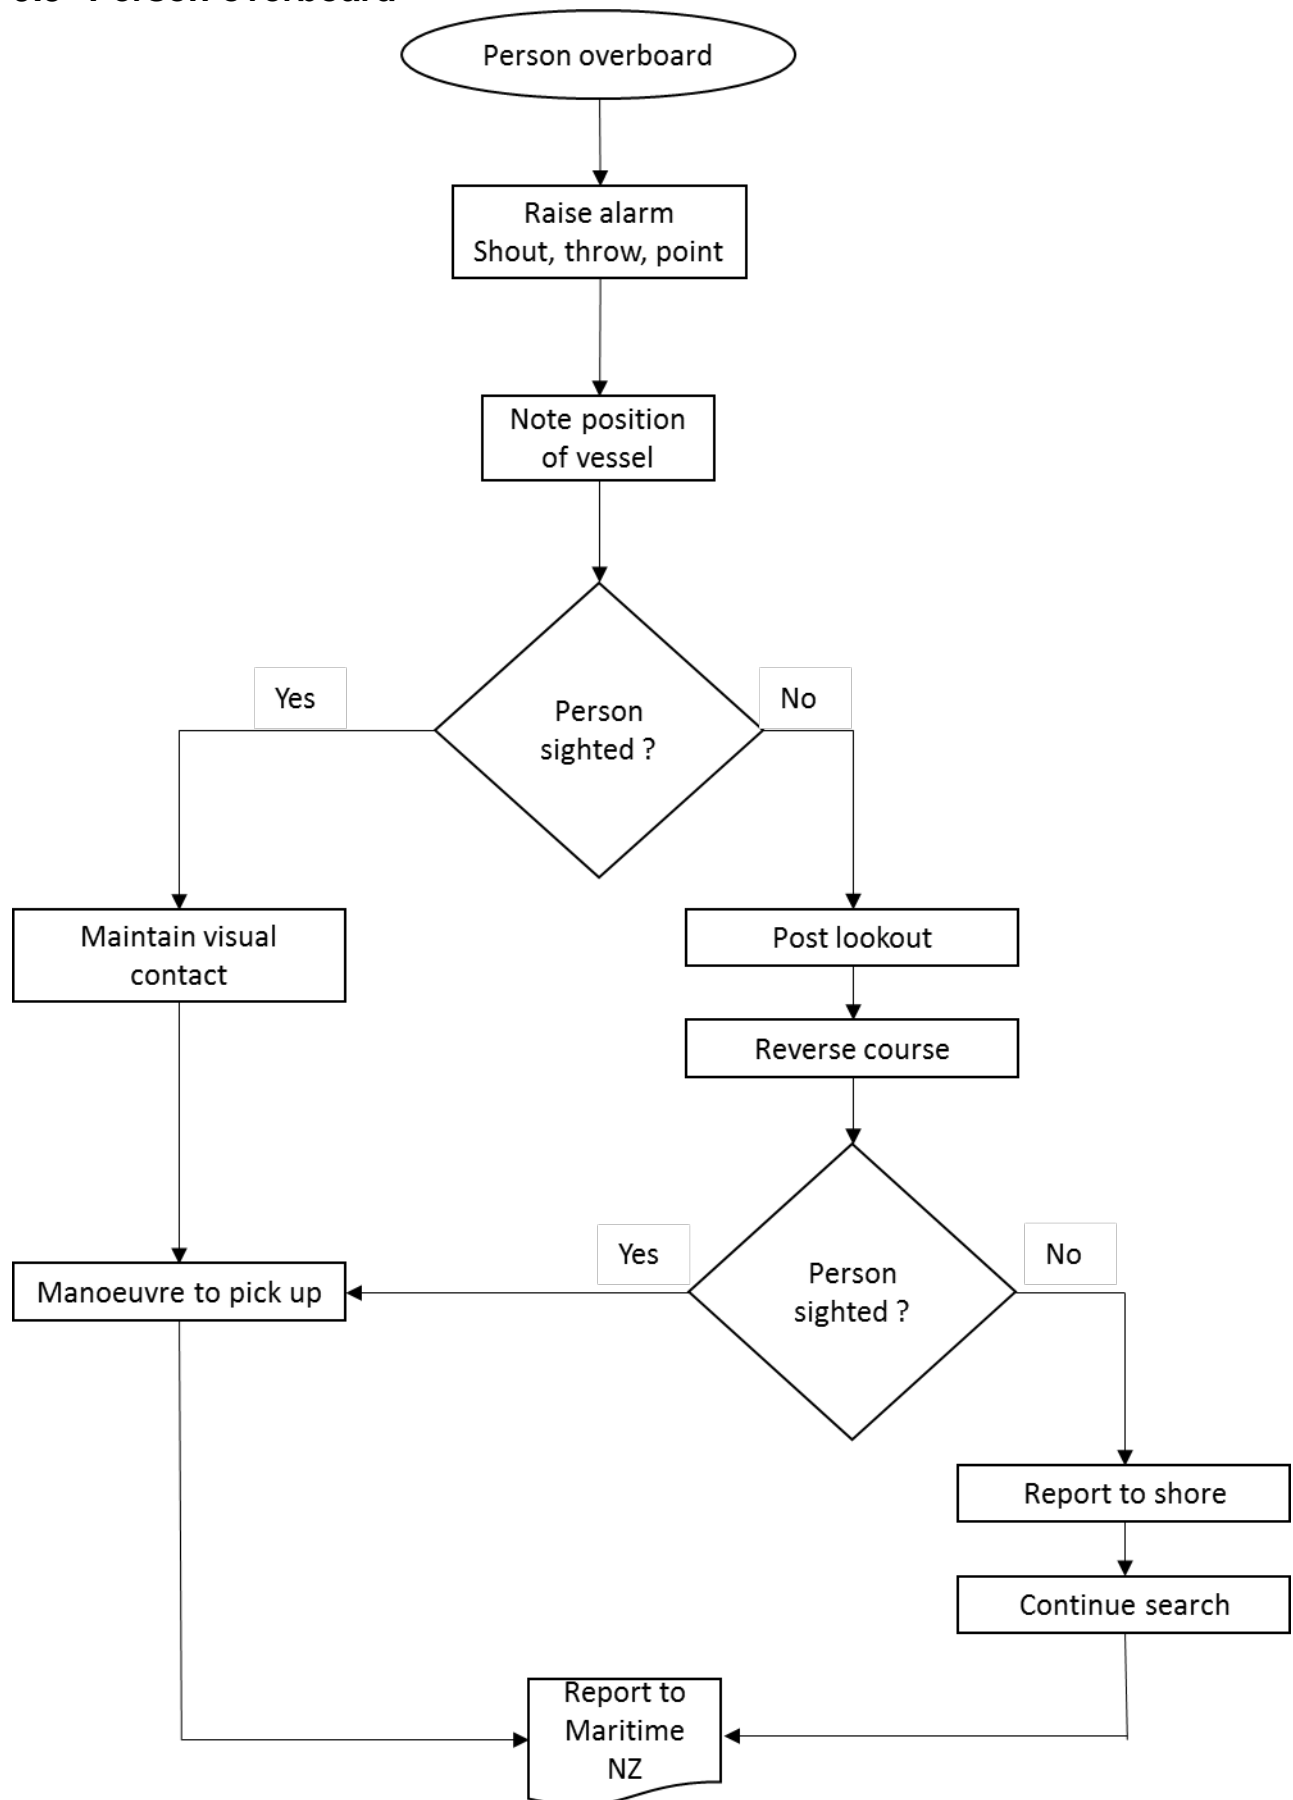 Person overboard
Person overboard
Raise alarm
Shout, throw, point
Note position
of vessel
Yes
No
Person
sighted ?
Maintain visual
contact
Post lookout
Reverse course
Yes
No
Person
sighted ?
Manoeuvre to pick up
Report to shore
Continue search
Report to
Maritime
NZ